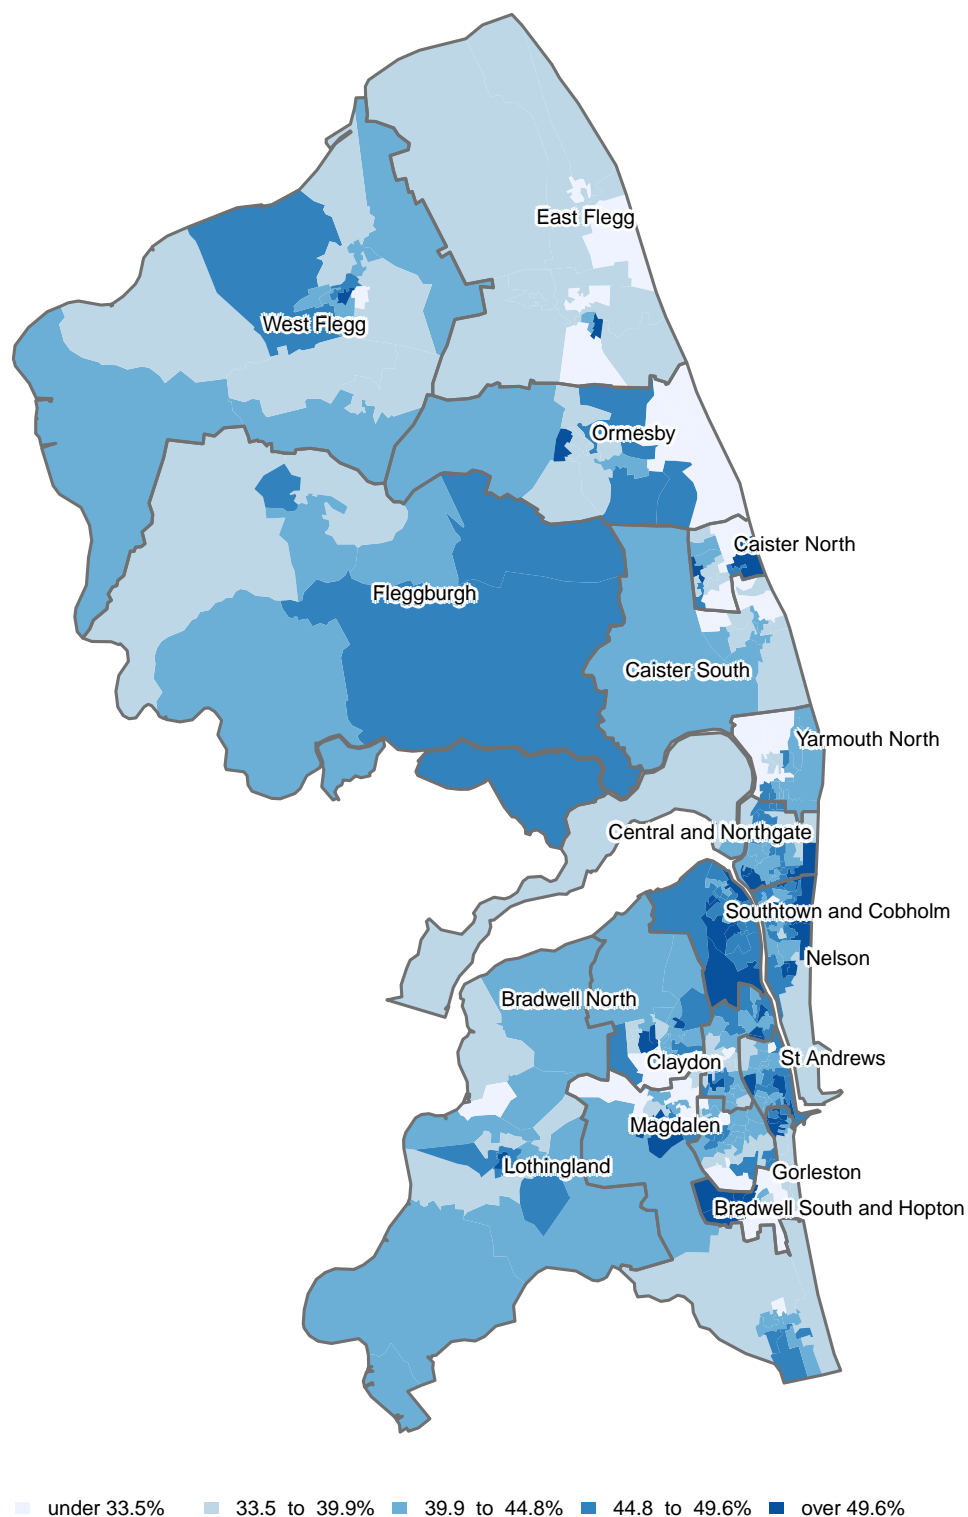 East Flegg
West Flegg
Ormesby
Caister North
Fleggburgh
Caister South
Yarmouth North
Central and Northgate
Southtown and Cobholm
Nelson
Bradwell North
St Andrews
Claydon
Magdalen
Lothingland
Gorleston
Bradwell South and Hopton
under 33.5% 33.5 to 39.9% 39.9 to 44.8% 44.8 to 49.6% over 49.6%